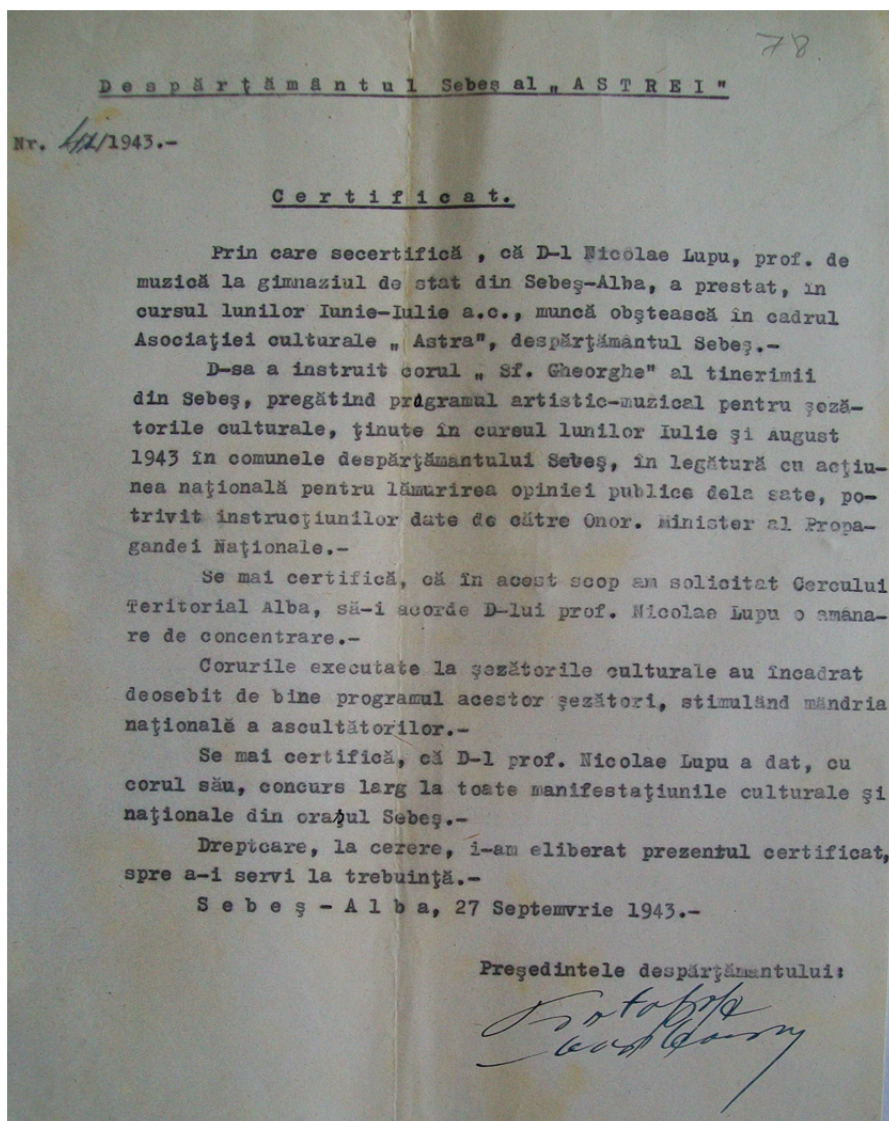 78
Despărţământul Sebeş al „ASTREI"
Nr. /1943.-
Certificat.
Prin care secertifică , că D-l Nicolae Lupu, prof. de
muzică la gimnaziul de stat din Sebeş-Alba, a prestat, în
cursul lunilor Iunie-Iulie a.c., muncă obştească în cadrul
Asociaţiei culturale „ Astra", despărţământul Sebeş.-
D-sa a instruit corul „ Sf. Gheorghe" al tinerimii
din Sebeş, pregătind programul artistic-muzical pentru şeză-
torile culturale, ţinute în cursul lunilor Iulie şi August
1943 în comunele despărţământului Sebeş, în legătură cu acţiu-
nea naţională pentru lămurirea opiniei publice dela sate, po-
trivit instrucţiunilor date de către Onor. Minister al Propa-
gandei Naţionale.-
Se mai certifică, că în acest scop am solicitat Cercului
Teritorial Alba, să-i acorde D-lui prof. Nicolae Lupu o amâna-
re de concentrare.-
Corurile executate la şezătorile culturale au încadrat
deosebit de bine programul acestor şezători, stimulând mândria
naţională a ascultătorilor.-
Se mai certifică, că D-l prof. Nicolae Lupu a dat, cu
corul său, concurs larg la toate manifestaţiunile culturale şi
naţionale din oraşul Sebeş.-
Dreptcare, la cerere, i-am eliberat prezentul certificat,
spre a-i servi la trebuinţă.-
Sebeş-Alba, 27 Septemvrie 1943.-
Preşedintele despărţământului: